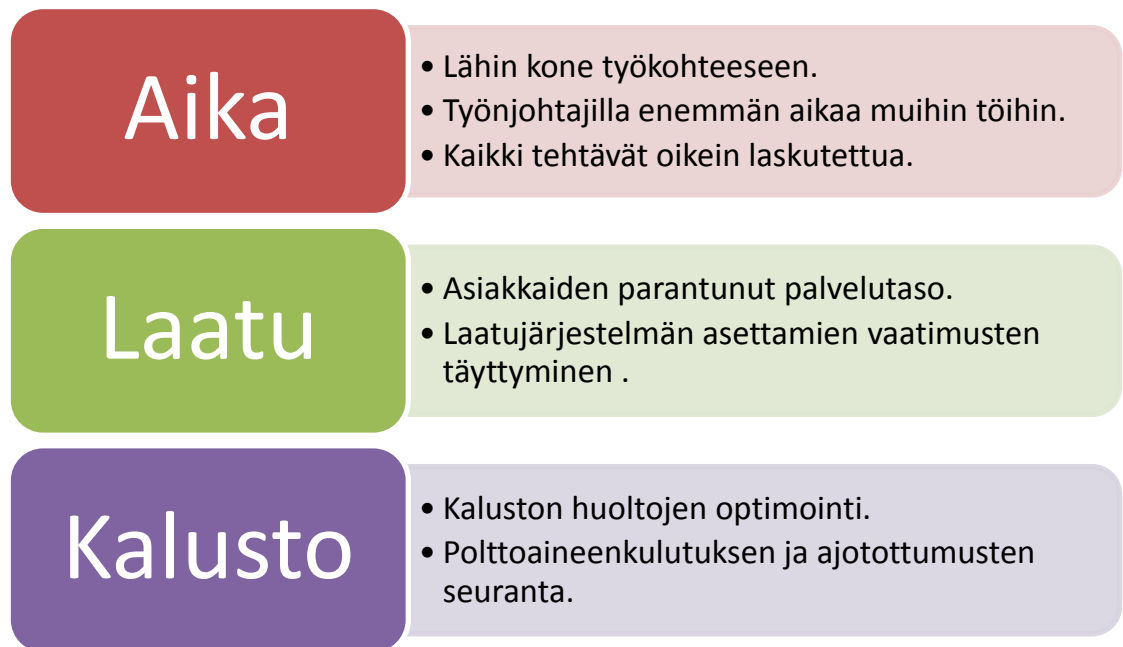 Aika
• Lähin kone työkohteeseen.
• Työnjohtajilla enemmän aikaa muihin töihin.
• Kaikki tehtävät oikein laskutettua.
Laatu
• Asiakkaiden parantunut palvelutaso.
• Laatujärjestelmän asettamien vaatimusten
täyttyminen .
Kalusto
• Kaluston huoltojen optimointi.
• Polttoaineenkulutuksen ja ajotottumusten
seuranta.